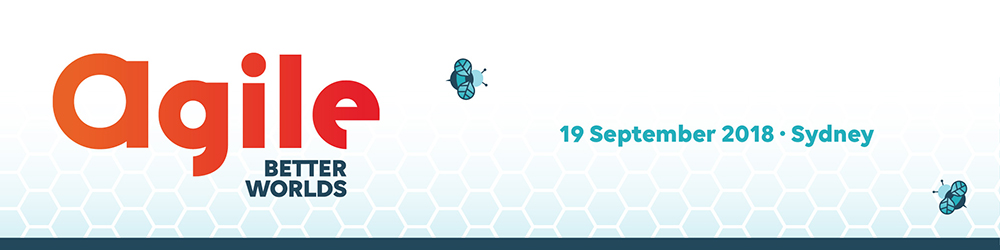 agile
BETTER
WORLDS
19 September 2018 · Sydney